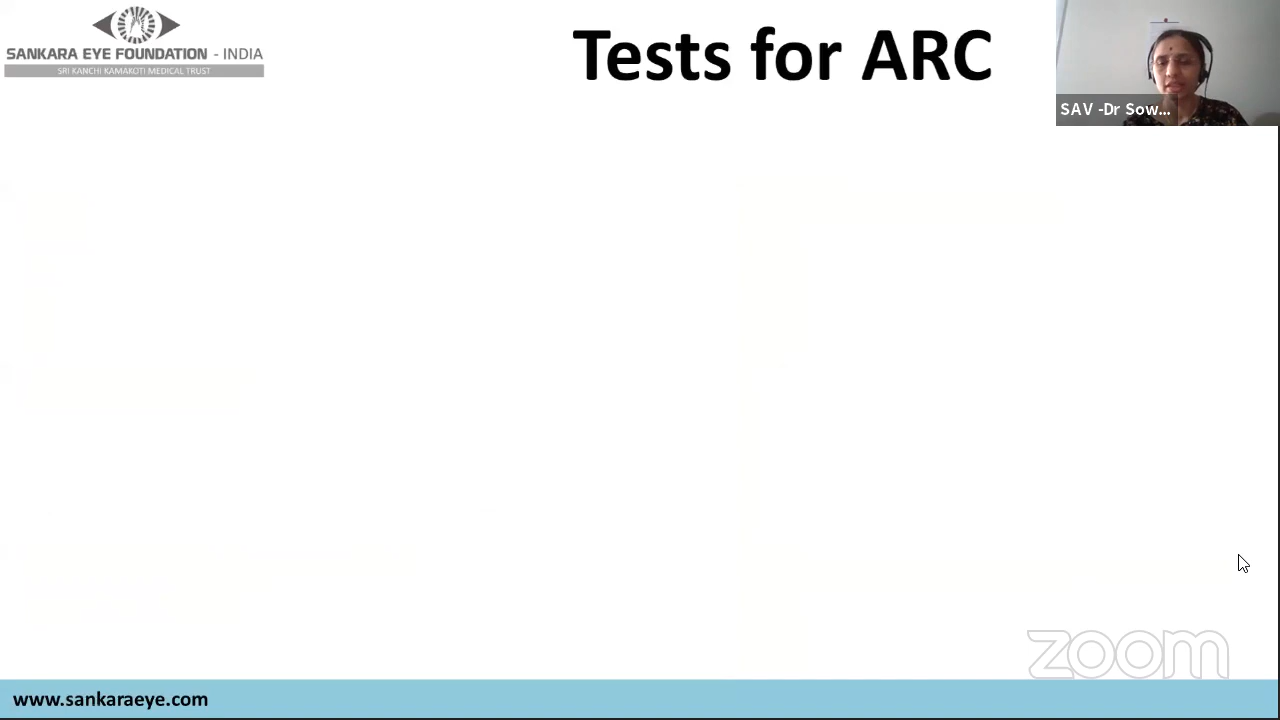 SANKARA EYE FOUNDATION - INDIA
SRI KANCHI KAMAKOTI MEDICAL TRUST
Tests for ARC
SAV -Dr Sow...
zoom
www.sankaraeye.com